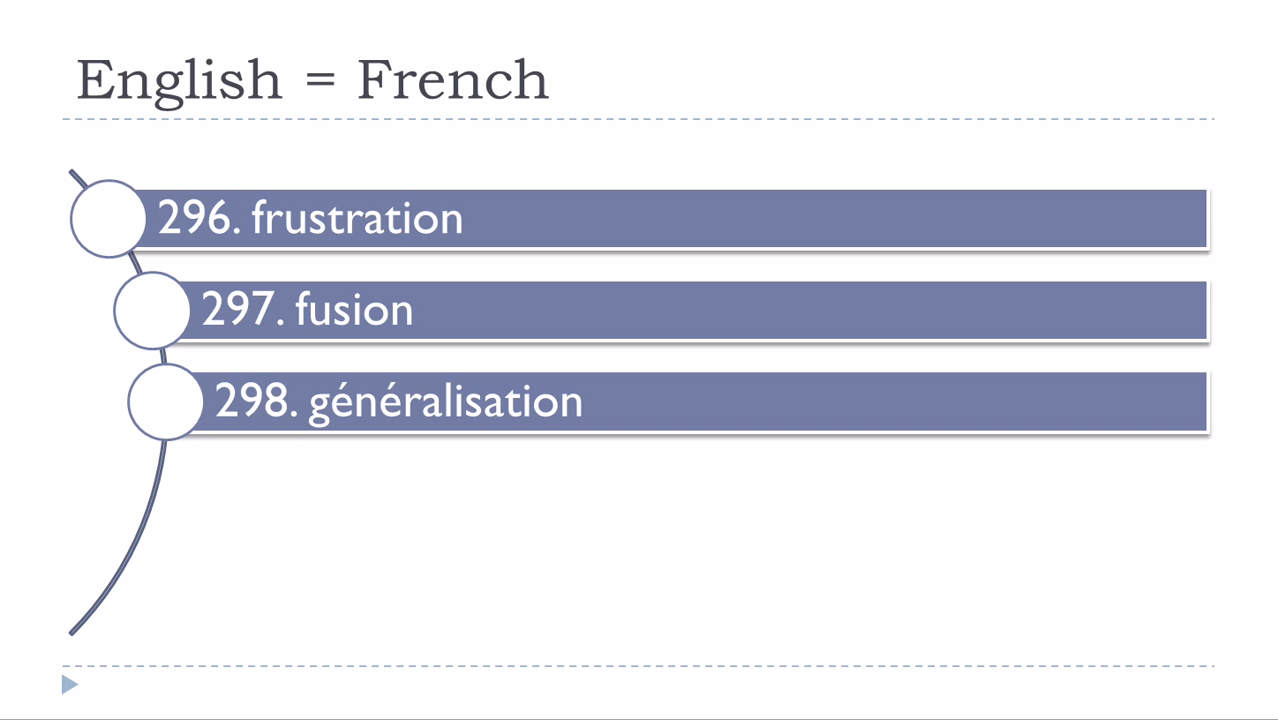 English = French
296. frustration
297. fusion
298. généralisation